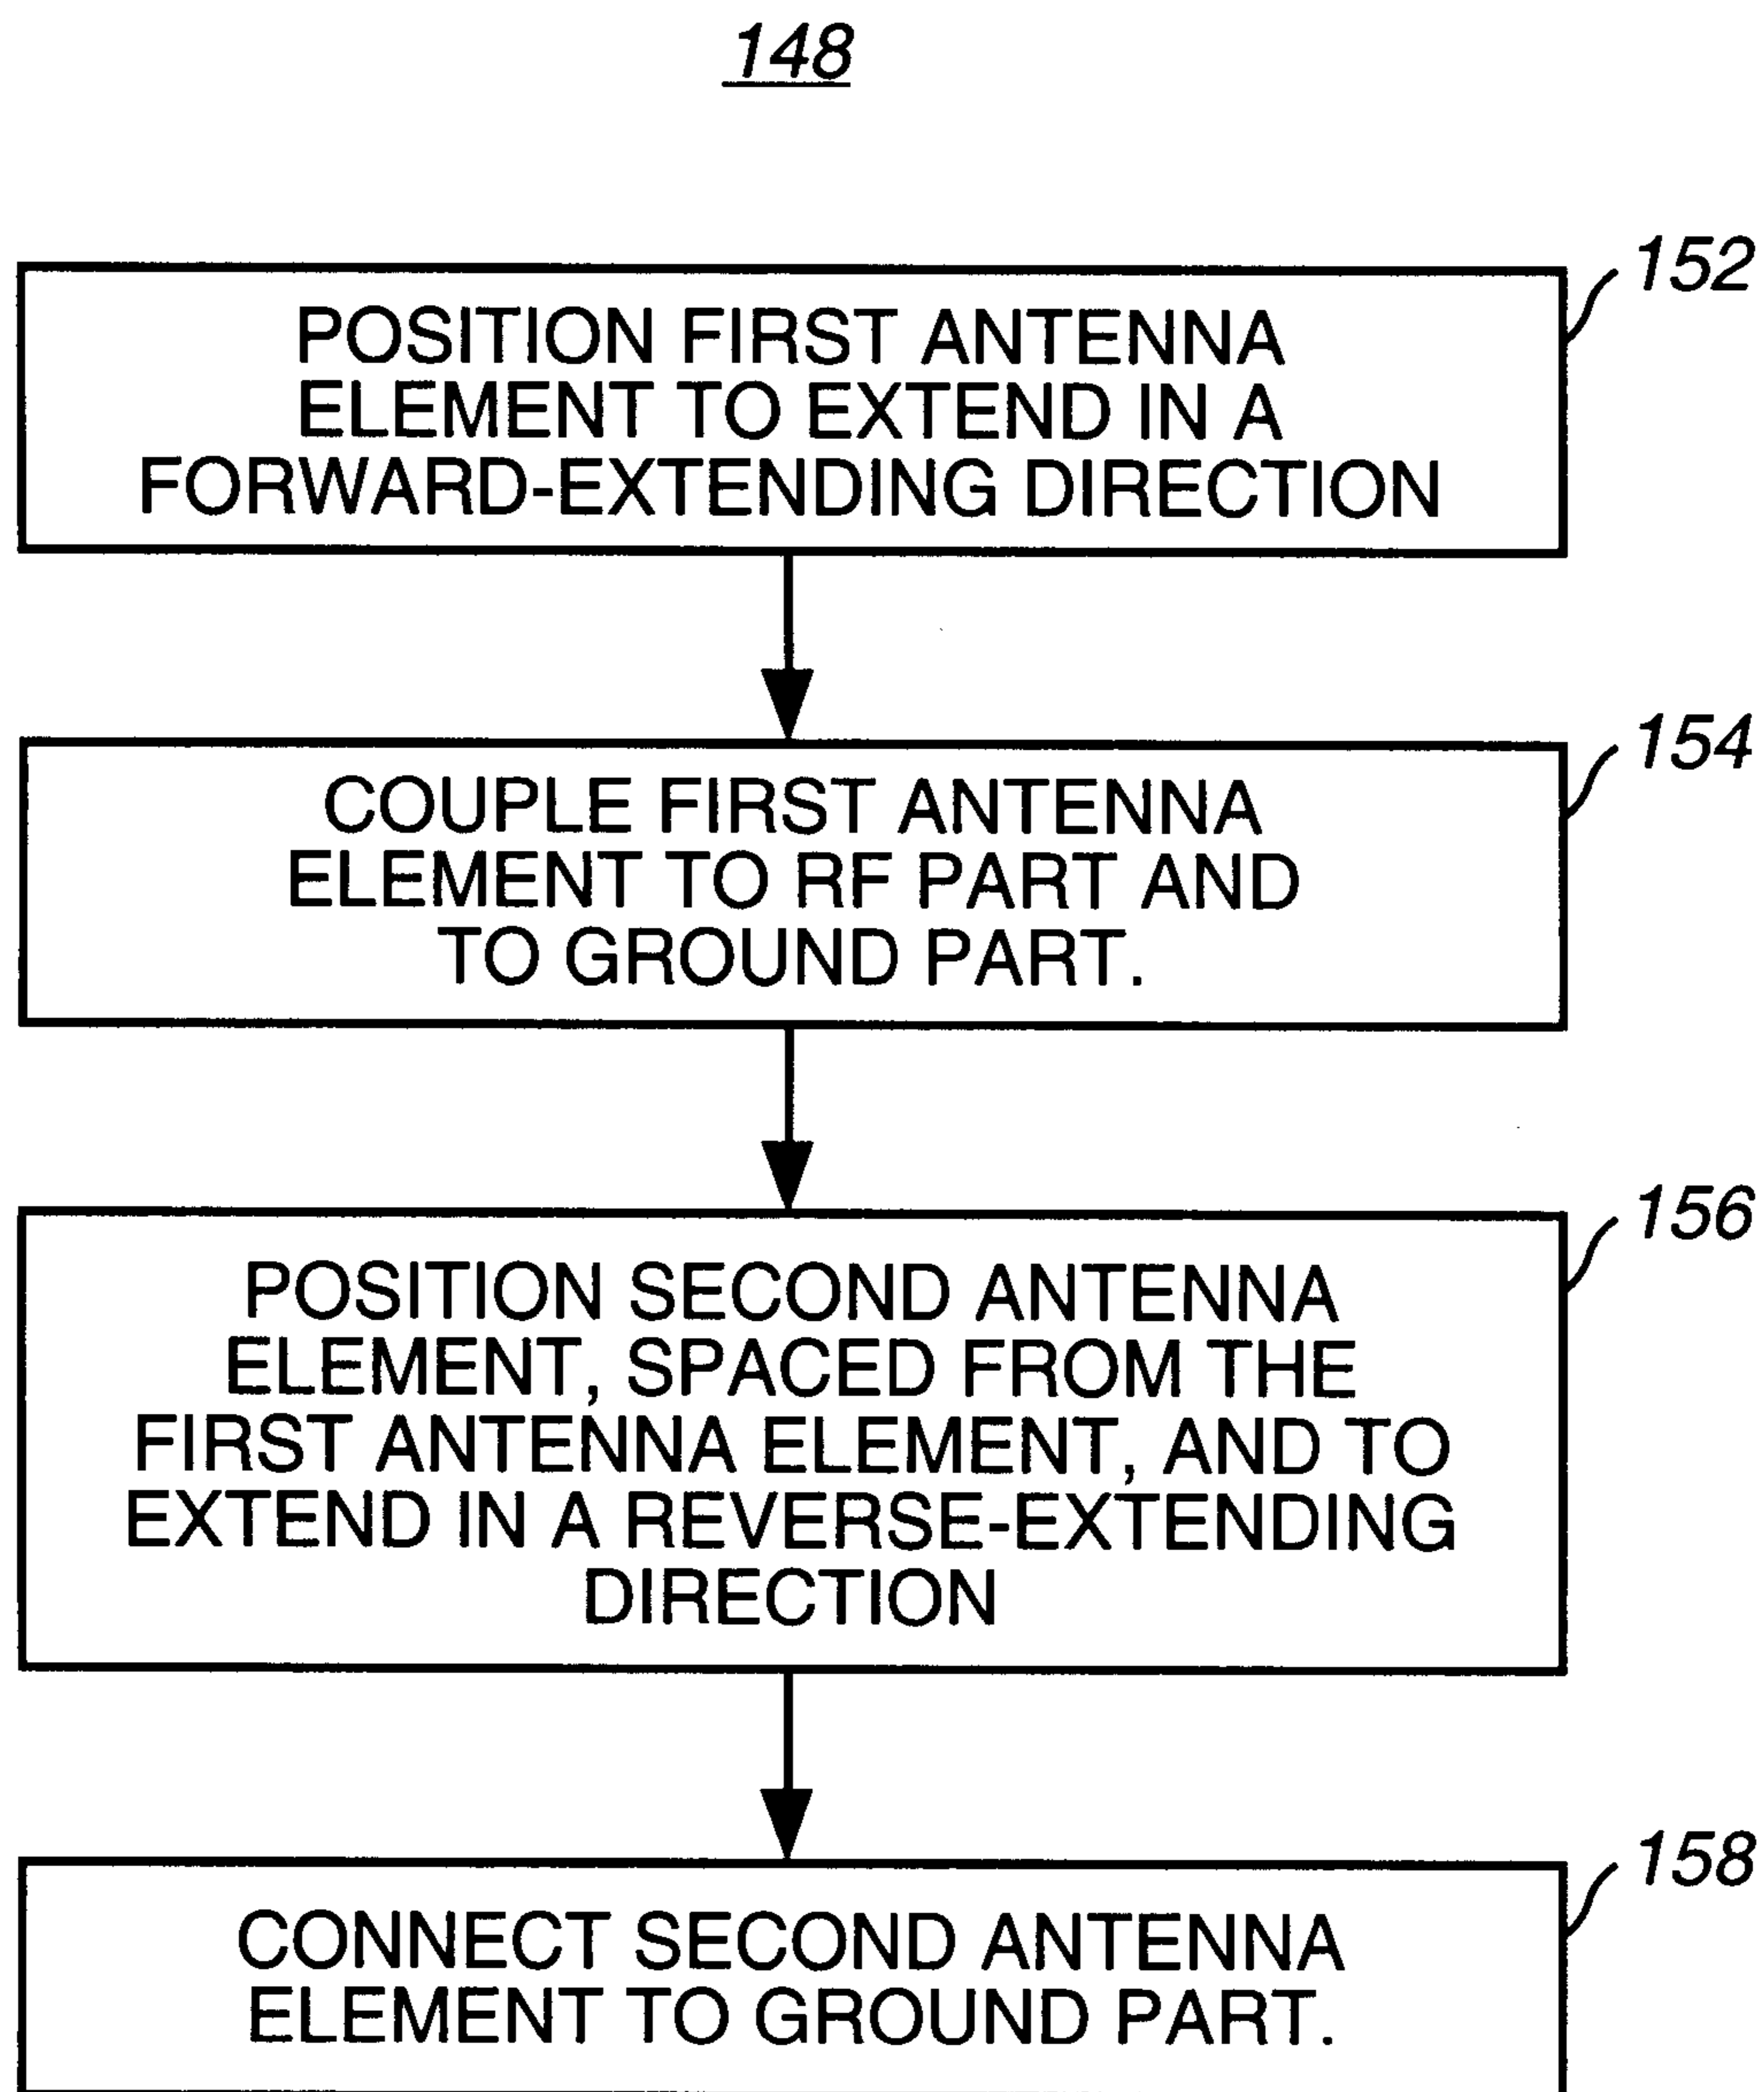 148
152
POSITION FIRST ANTENNA
ELEMENT TO EXTEND IN A
FORWARD-EXTENDING DIRECTION
154
COUPLE FIRST ANTENNA
ELEMENT TO RF PART AND
TO GROUND PART.
156
POSITION SECOND ANTENNA
ELEMENT, SPACED FROM THE
FIRST ANTENNA ELEMENT, AND TO
EXTEND IN A REVERSE-EXTENDING
DIRECTION
158
CONNECT SECOND ANTENNA
ELEMENT TO GROUND PART.